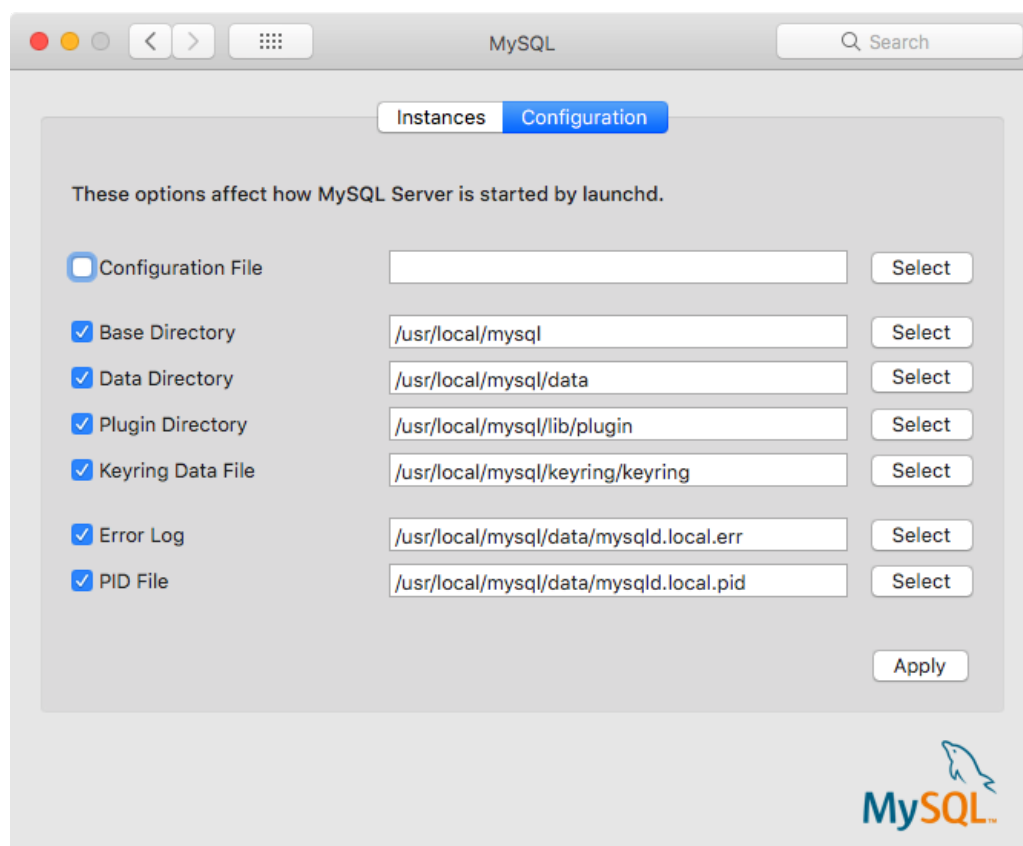 MySQL
Search
Instances
Configuration
These options affect how MySQL Server is started by launchd.
Configuration File
Select
Base Directory
/usr/local/mysql
Select
Data Directory
/usr/local/mysql/data
Select
Plugin Directory
/usr/local/mysql/lib/plugin
Select
Keyring Data File
/usr/local/mysql/keyring/keyring
Select
Error Log
/usr/local/mysql/data/mysqld.local.err
Select
PID File
/usr/local/mysql/data/mysqld.local.pid
Select
Apply
MySQL™